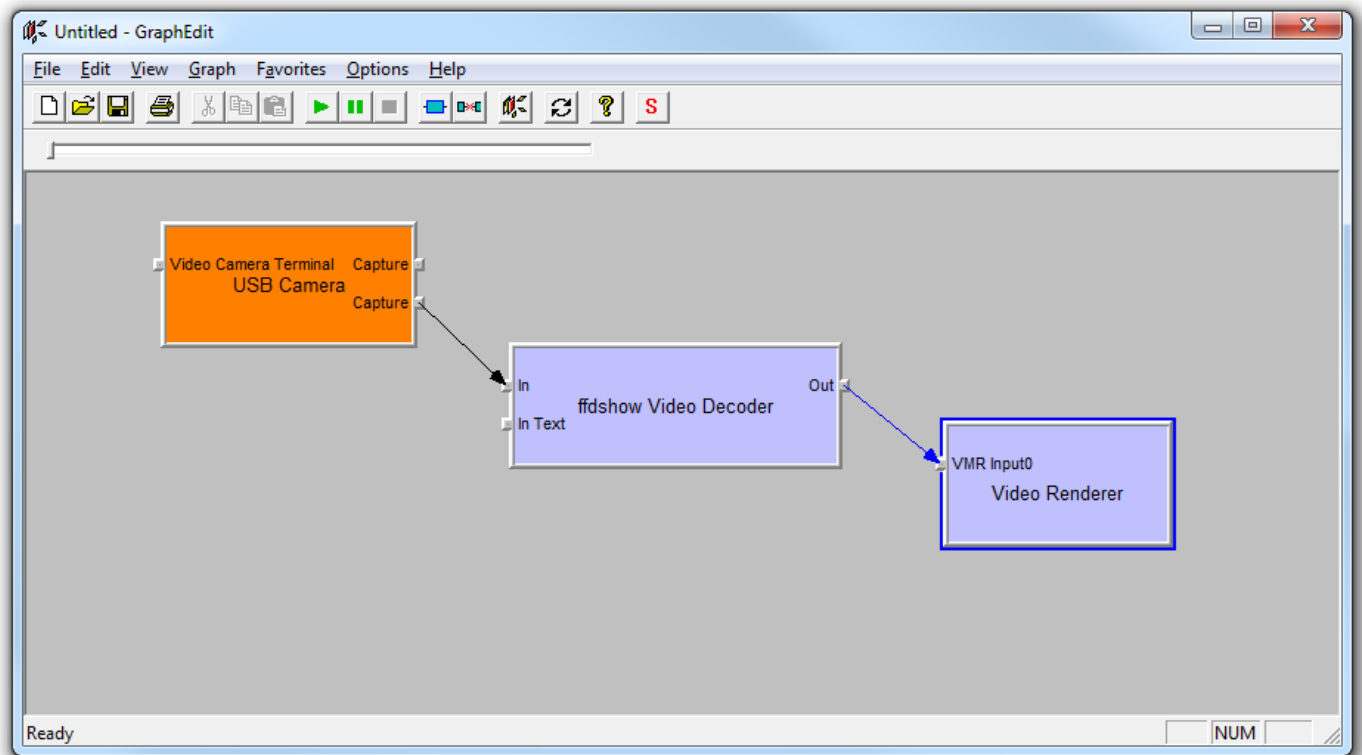 Untitled - GraphEdit
File Edit View Graph Favorites Options Help
S
Video Camera Terminal Capture
USB Camera
Capture
In Out
ffdshow Video Decoder
In Text
VMR Input0
Video Renderer
Ready NUM